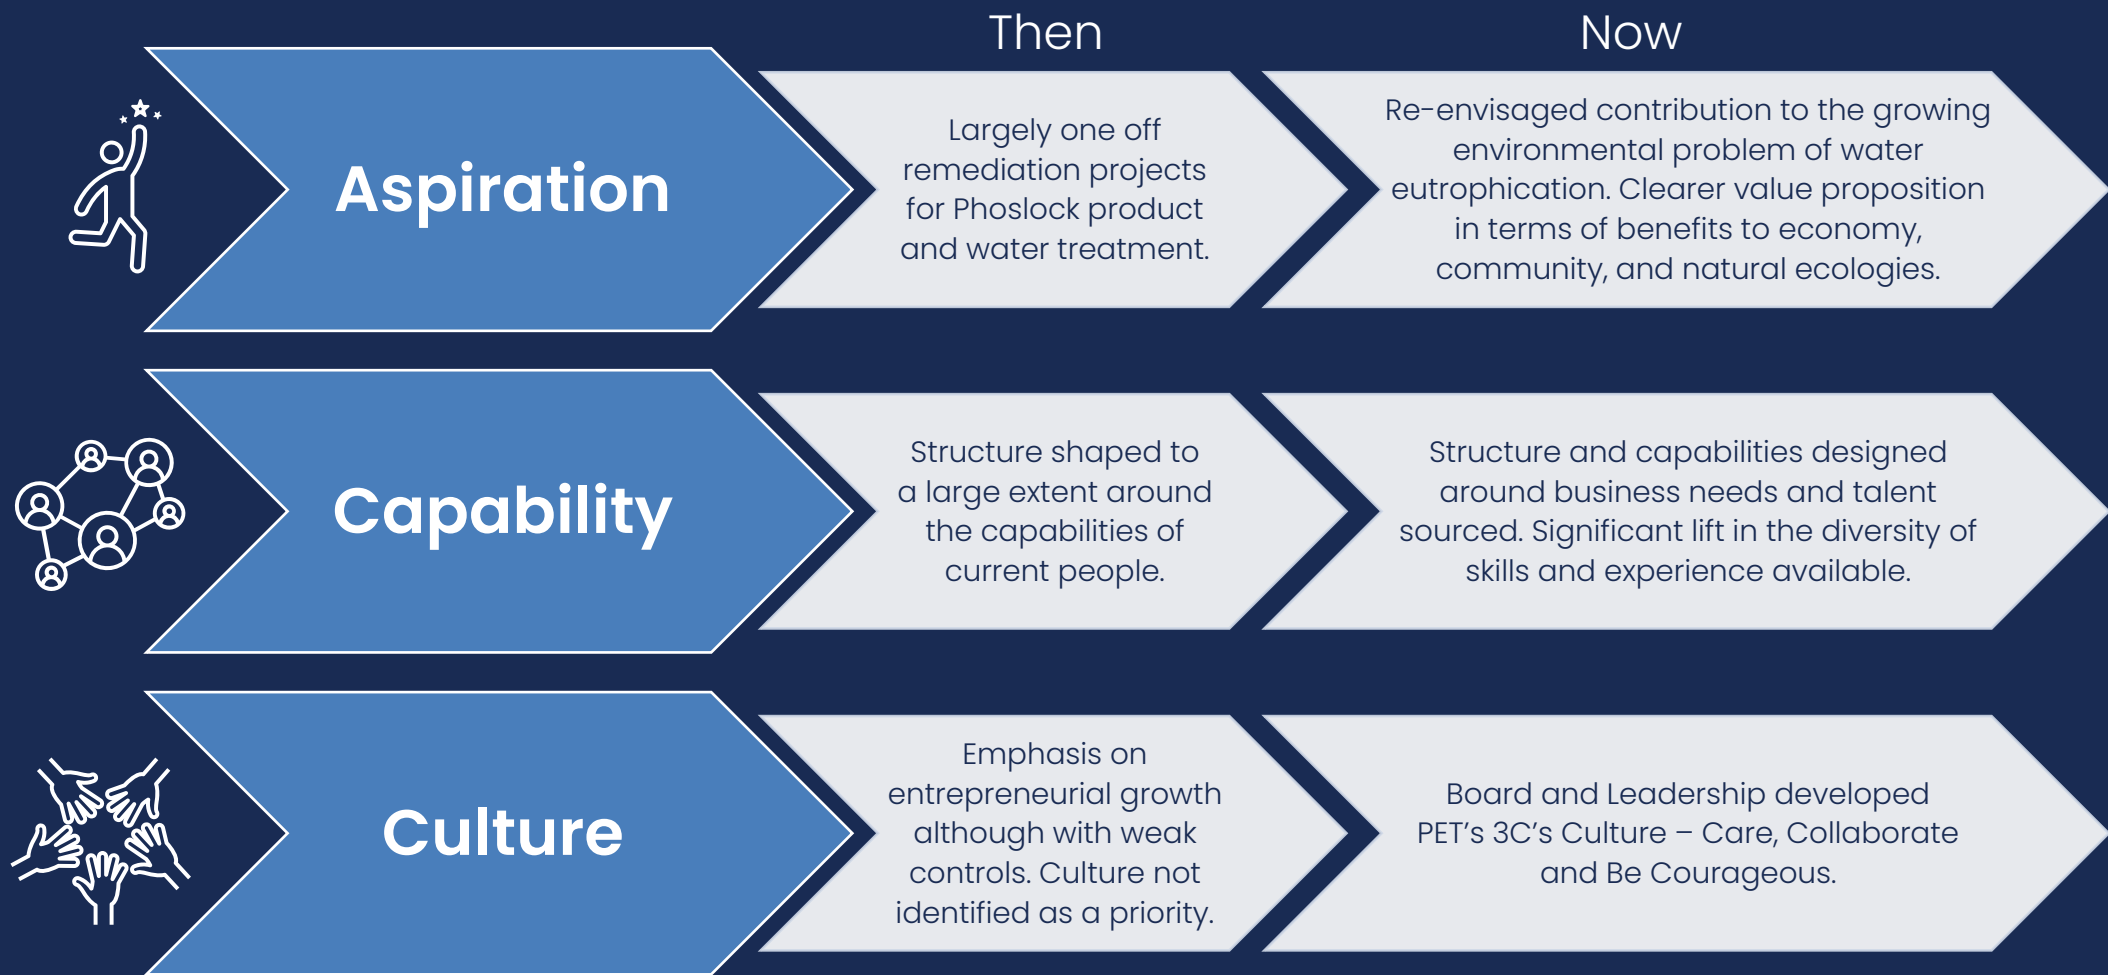 Then
Now
Aspiration
Largely one off
remediation projects
for Phoslock product
and water treatment.
Re-envisaged contribution to the growing
environmental problem of water
eutrophication. Clearer value proposition
in terms of benefits to economy,
community, and natural ecologies.
Capability
Structure shaped to
a large extent around
the capabilities of
current people.
Structure and capabilities designed
around business needs and talent
sourced. Significant lift in the diversity of
skills and experience available.
Culture
Emphasis on
entrepreneurial growth
although with weak
controls. Culture not
identified as a priority.
Board and Leadership developed
PET’s 3C’s Culture – Care, Collaborate
and Be Courageous.